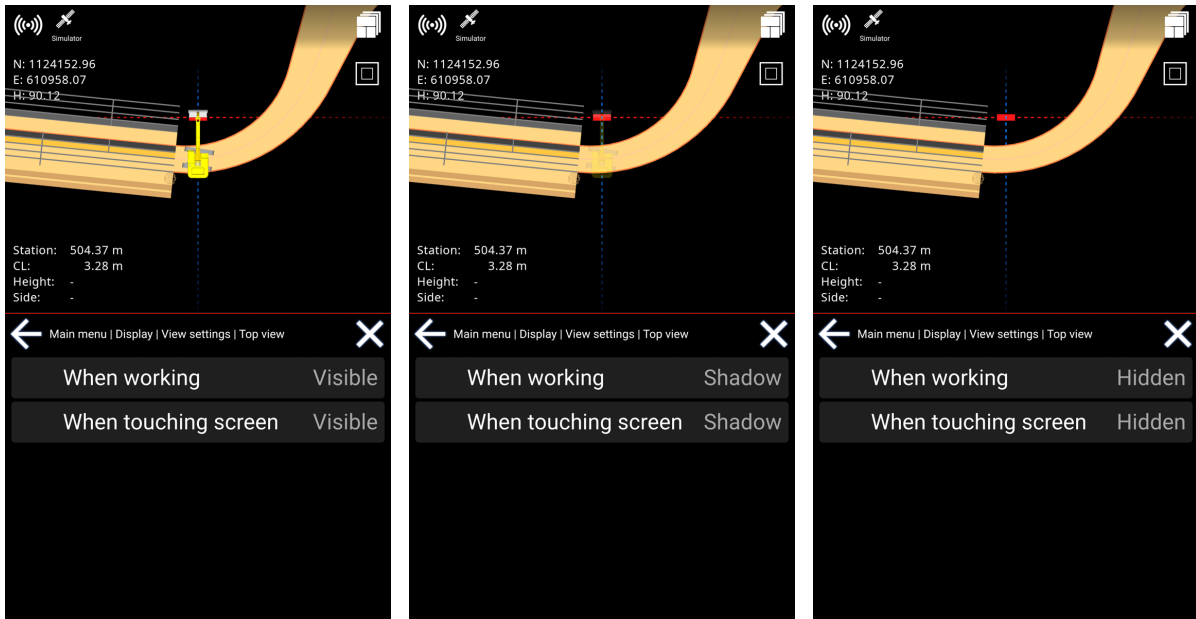 Simulator
N: 1124152.96
E: 610958.07
H: 90.12
Station: 504.37 m
CL: 3.28 m
Height: -
Side: -
Main menu | Display | View settings | Top view
When working Visible
When touching screen Visible
Simulator
N: 1124152.96
E: 610958.07
H: 90.12
Station: 504.37 m
CL: 3.28 m
Height: -
Side: -
Main menu | Display | View settings | Top view
When working Shadow
When touching screen Shadow
Simulator
N: 1124152.96
E: 610958.07
H: 90.12
Station: 504.37 m
CL: 3.28 m
Height: -
Side: -
Main menu | Display | View settings | Top view
When working Hidden
When touching screen Hidden